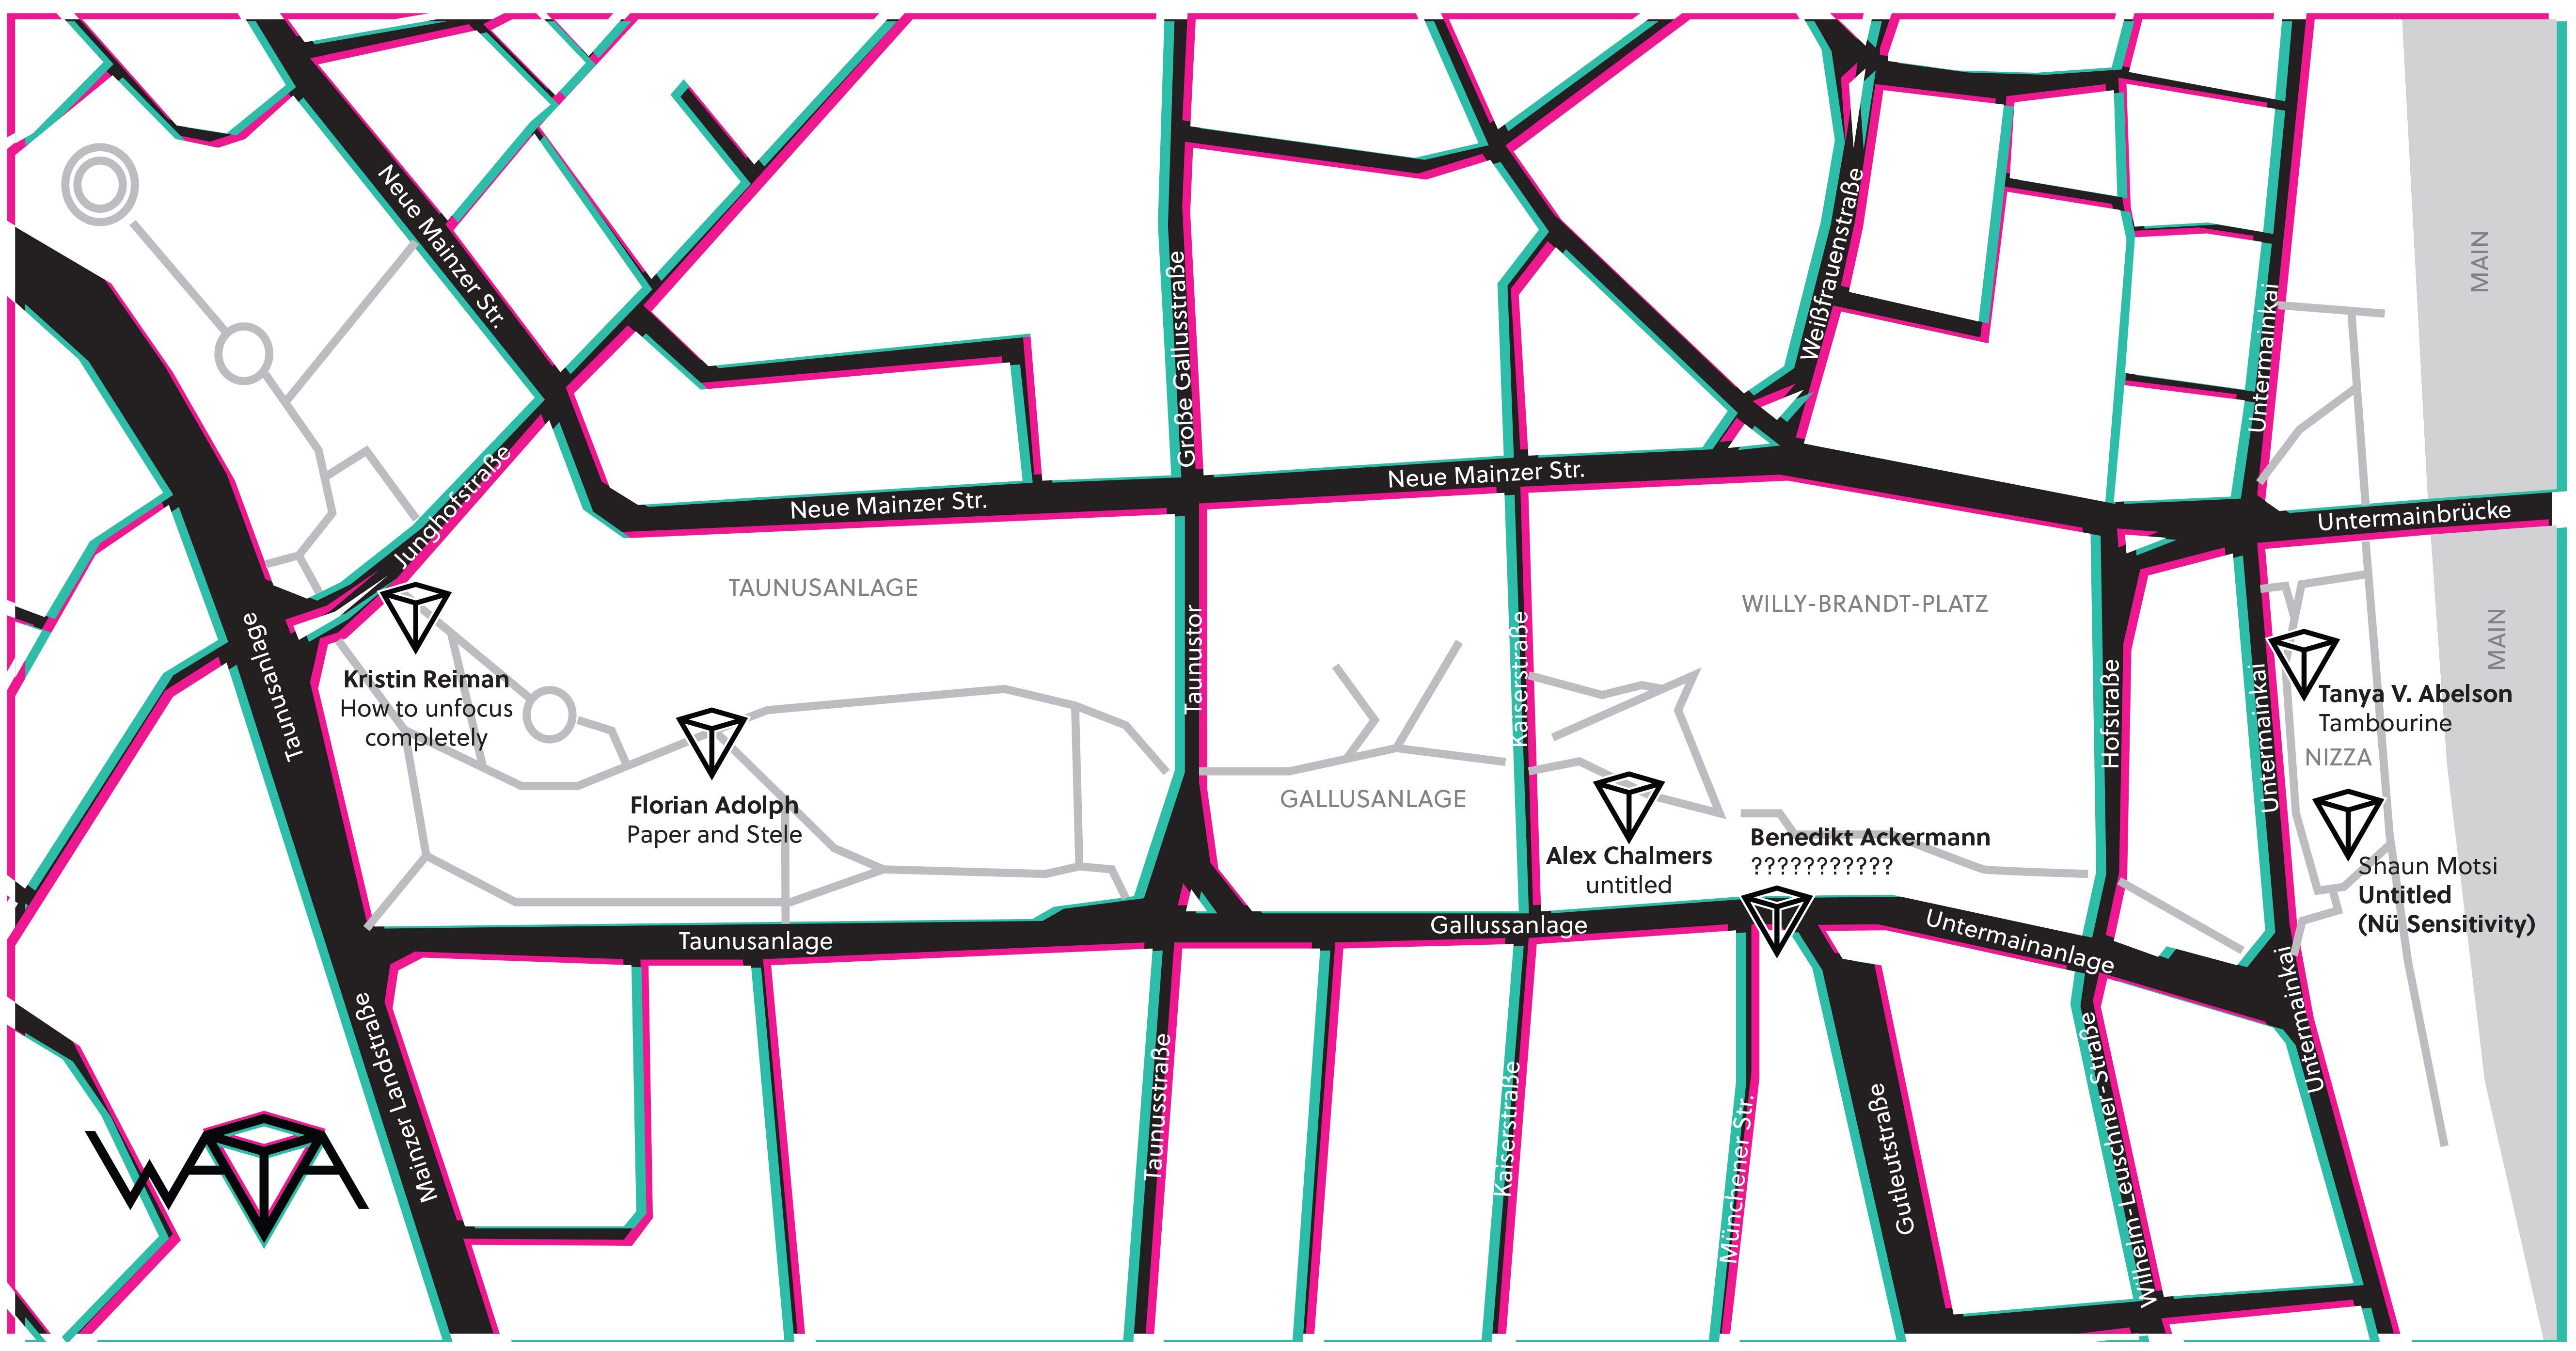 Neue Mainzer Str.
Große Gallusstraße
Weißfrauenstraße
Untermainkai
MAIN
Junghofstraße
Neue Mainzer Str.
Neue Mainzer Str.
Untermainbrücke
TAUNUSANLAGE
WILLY-BRANDT-PLATZ
Taunusanlage
Taunustor
Kaiserstraße
Hofstraße
Untermainkai
MAIN
Kristin Reiman
How to unfocus
completely
Tanya V. Abelson
Tambourine
NIZZA
Florian Adolph
Paper and Stele
GALLUSANLAGE
Alex Chalmers
untitled
Benedikt Ackermann
???????????
Shaun Motsi
Untitled
(Nü Sensitivity)
Taunusanlage
Gallussanlage
Untermainanlage
Untermainkai
Mainzer Landstraße
Taunusstraße
Kaiserstraße
Münchener Str.
Gutleutstraße
Wilhelm-Leuschner-Straße
WATA